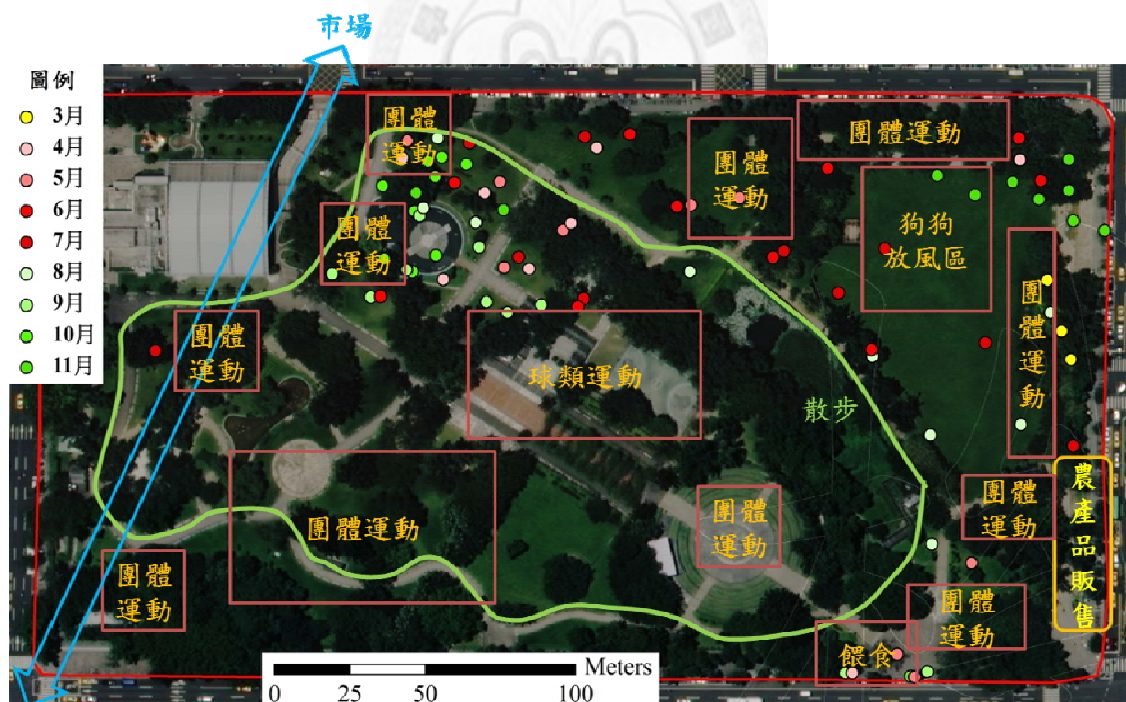 市場
圖例
3月
4月
5月
6月
7月
8月
9月
10月
11月
團體
運動
團體運動
團體
運動
團體
運動
狗狗
放風區
團體運動
團體
運動
球類運動
散步
農產品販售
團體
運動
團體
運動
團體運動
團體
運動
團體
運動
餵食
Meters
0
25
50
100